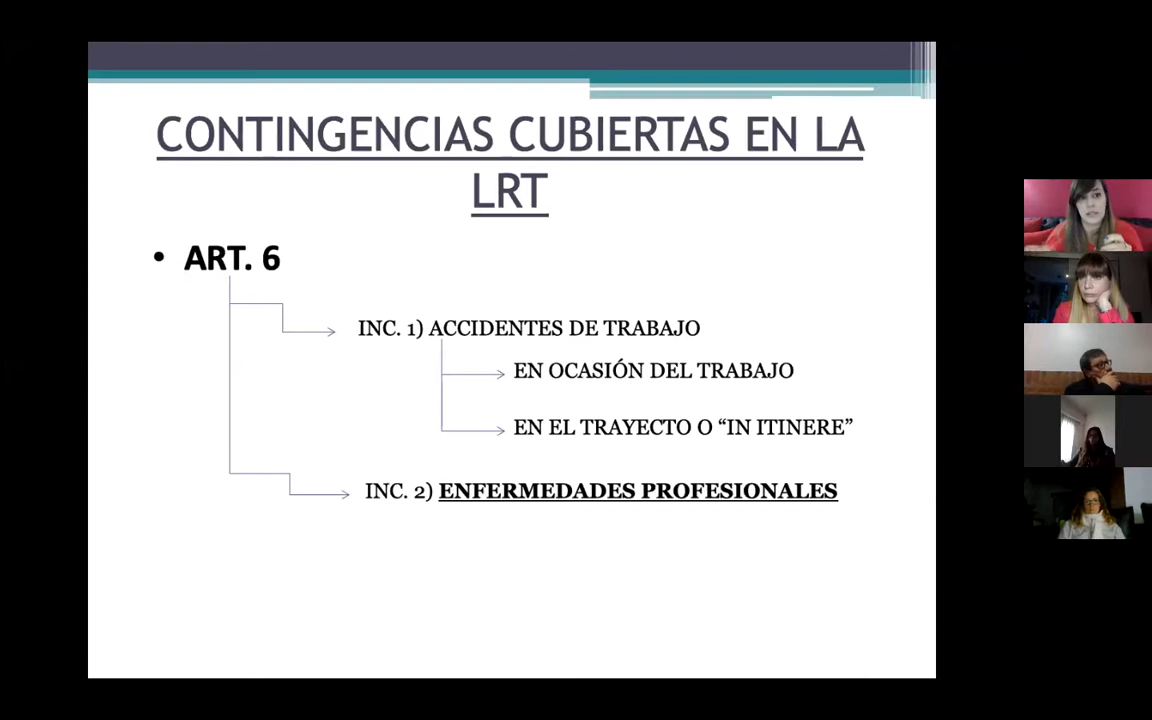 CONTINGENCIAS CUBIERTAS EN LA
LRT
• ART. 6
INC. 1) ACCIDENTES DE TRABAJO
EN OCASIÓN DEL TRABAJO
EN EL TRAYECTO O “IN ITINERE”
INC. 2) ENFERMEDADES PROFESIONALES